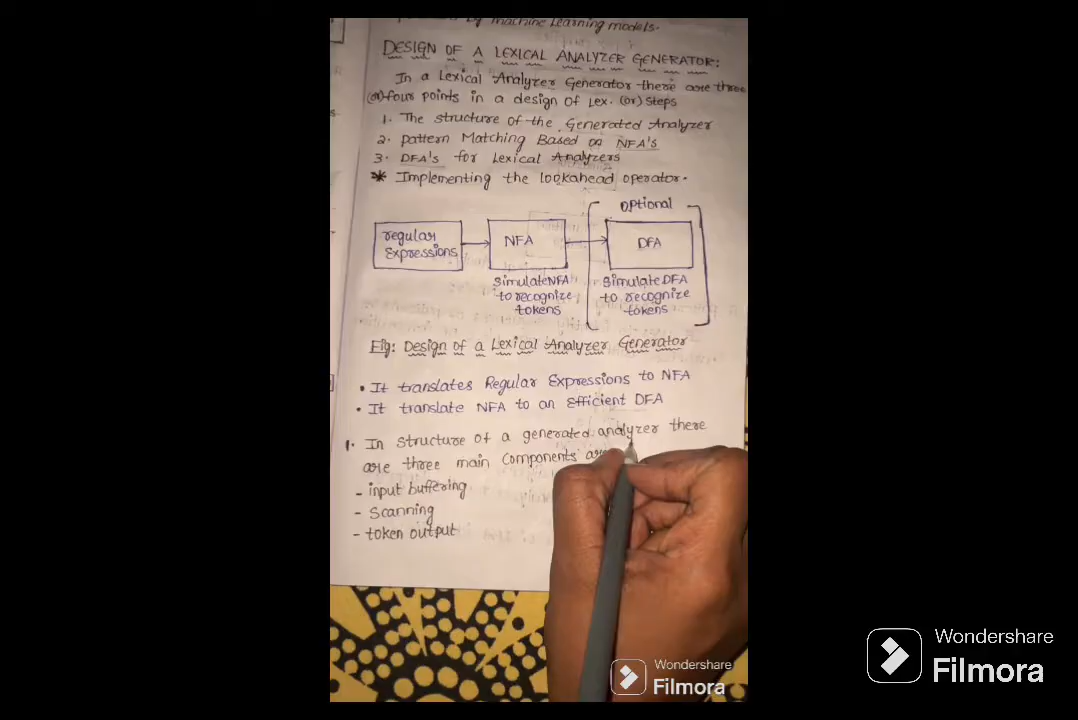 by machine learning models.
DESIGN OF A LEXICAL ANALYZER GENERATOR:
In a Lexical Analyzer Generator there are three
(or) four points in a design of Lex. (or) Steps
1. The structure of the Generated Analyzer
2. pattern Matching Based on NFA's
3. DFA's for Lexical Analyzers
* Implementing the lookahead operator.
optional
regular Expressions
NFA
DFA
simulate NFA
to recognize
tokens
simulate DFA
to recognize
tokens
Fig: Design of a Lexical Analyzer Generator
• It translates Regular Expressions to NFA
• It translate NFA to an Efficient DFA
1. In structure of a generated analyzer there
are three main components are
- input buffering
- Scanning
- token output
Wondershare
Filmora
Wondershare
Filmora